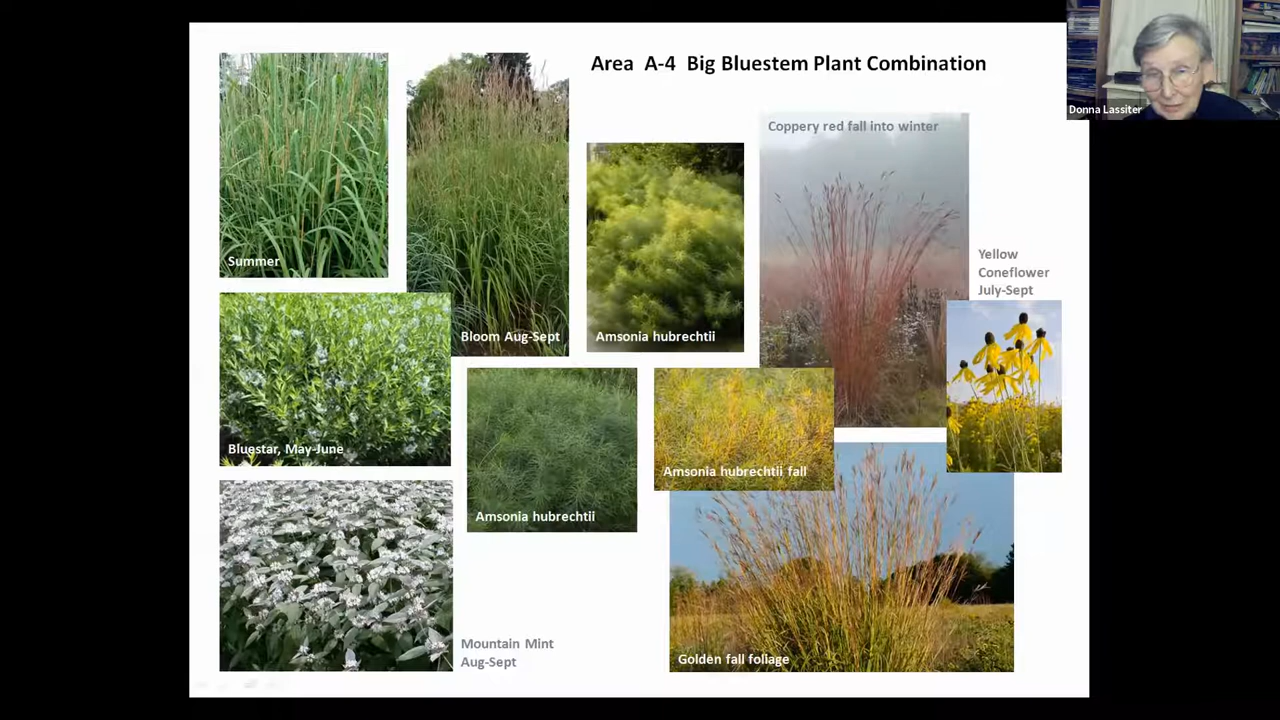 Area A-4 Big Bluestem Plant Combination
Donna Lassiter
Coppery red fall into winter
Summer
Yellow
Coneflower
July-Sept
Bloom Aug-Sept
Amsonia hubrechtii
Bluestar, May-June
Amsonia hubrechtii fall
Amsonia hubrechtii
Mountain Mint
Aug-Sept
Golden fall foliage